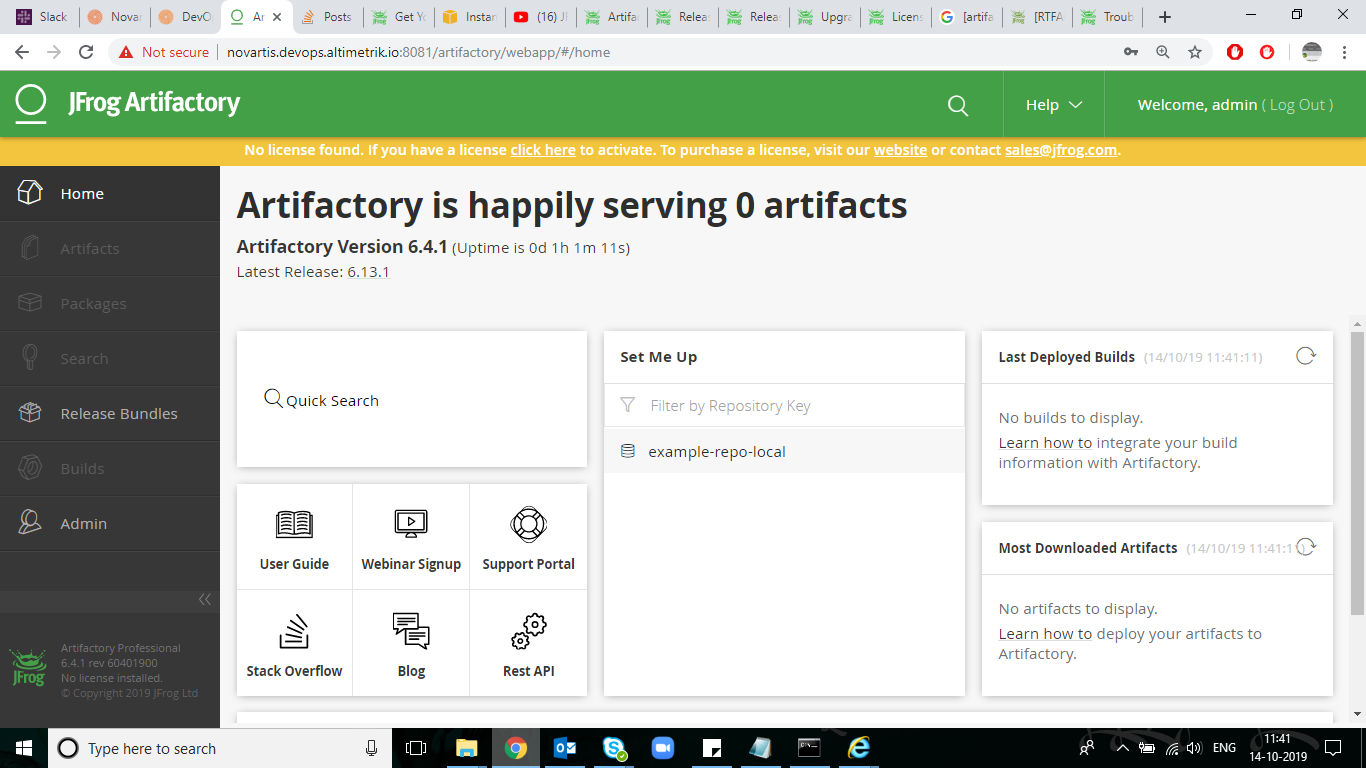 Slack
Novar
DevO
Ar
Posts
Get Yo
Instan
(16) JF
Artifac
Releas
Releas
Upgra
Licens
[artifa
[RTFA
Troub
Not secure
novartis.devops.altimetrik.io:8081/artifactory/webapp/#/home
JFrog Artifactory
Help
Welcome, admin ( Log Out )
No license found. If you have a license click here to activate. To purchase a license, visit our website or contact sales@jfrog.com.
Home
Artifacts
Packages
Search
Release Bundles
Builds
Admin
Artifactory Professional
6.4.1 rev 60401900
No license installed.
© Copyright 2019 JFrog Ltd
JFrog
Artifactory is happily serving 0 artifacts
Artifactory Version 6.4.1 (Uptime is 0d 1h 1m 11s)
Latest Release: 6.13.1
Quick Search
User Guide
Webinar Signup
Support Portal
Stack Overflow
Blog
Rest API
Set Me Up
Filter by Repository Key
example-repo-local
Last Deployed Builds (14/10/19 11:41:11)
No builds to display.
Learn how to integrate your build
information with Artifactory.
Most Downloaded Artifacts (14/10/19 11:41:11)
No artifacts to display.
Learn how to deploy your artifacts to
Artifactory.
Type here to search
ENG
11:41
14-10-2019